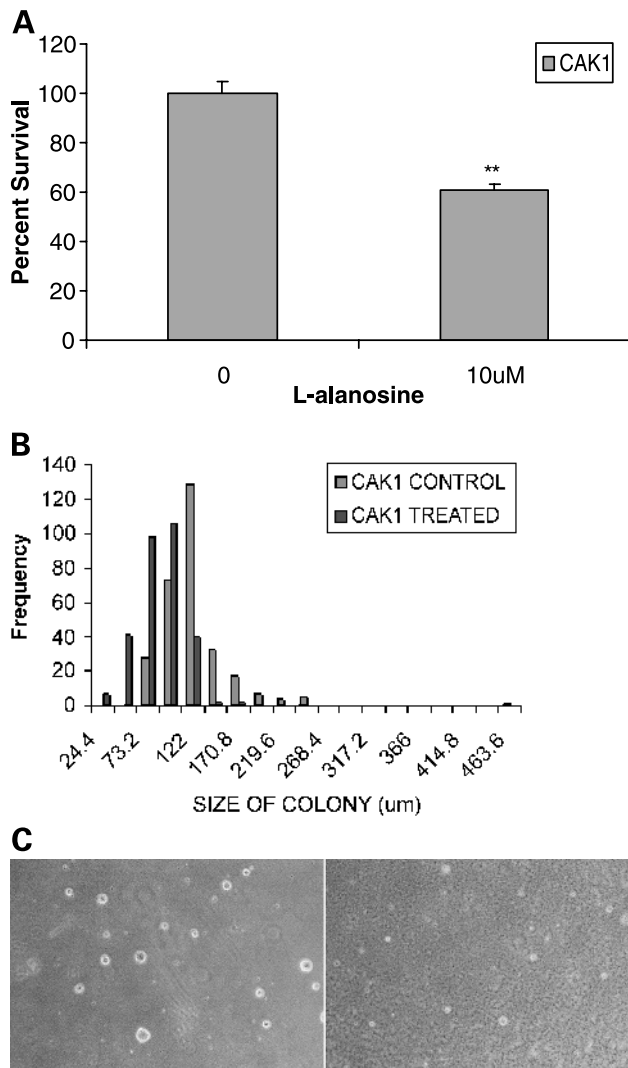 A
120
100
80
60
40
20
0
Percent Survival
CAK1
**
0
10uM
L-alanosine
B
140
120
100
80
60
40
20
0
Frequency
CAK1 CONTROL
CAK1 TREATED
24.4
73.2
122
170.8
219.6
268.4
317.2
366
414.8
463.6
SIZE OF COLONY (um)
C